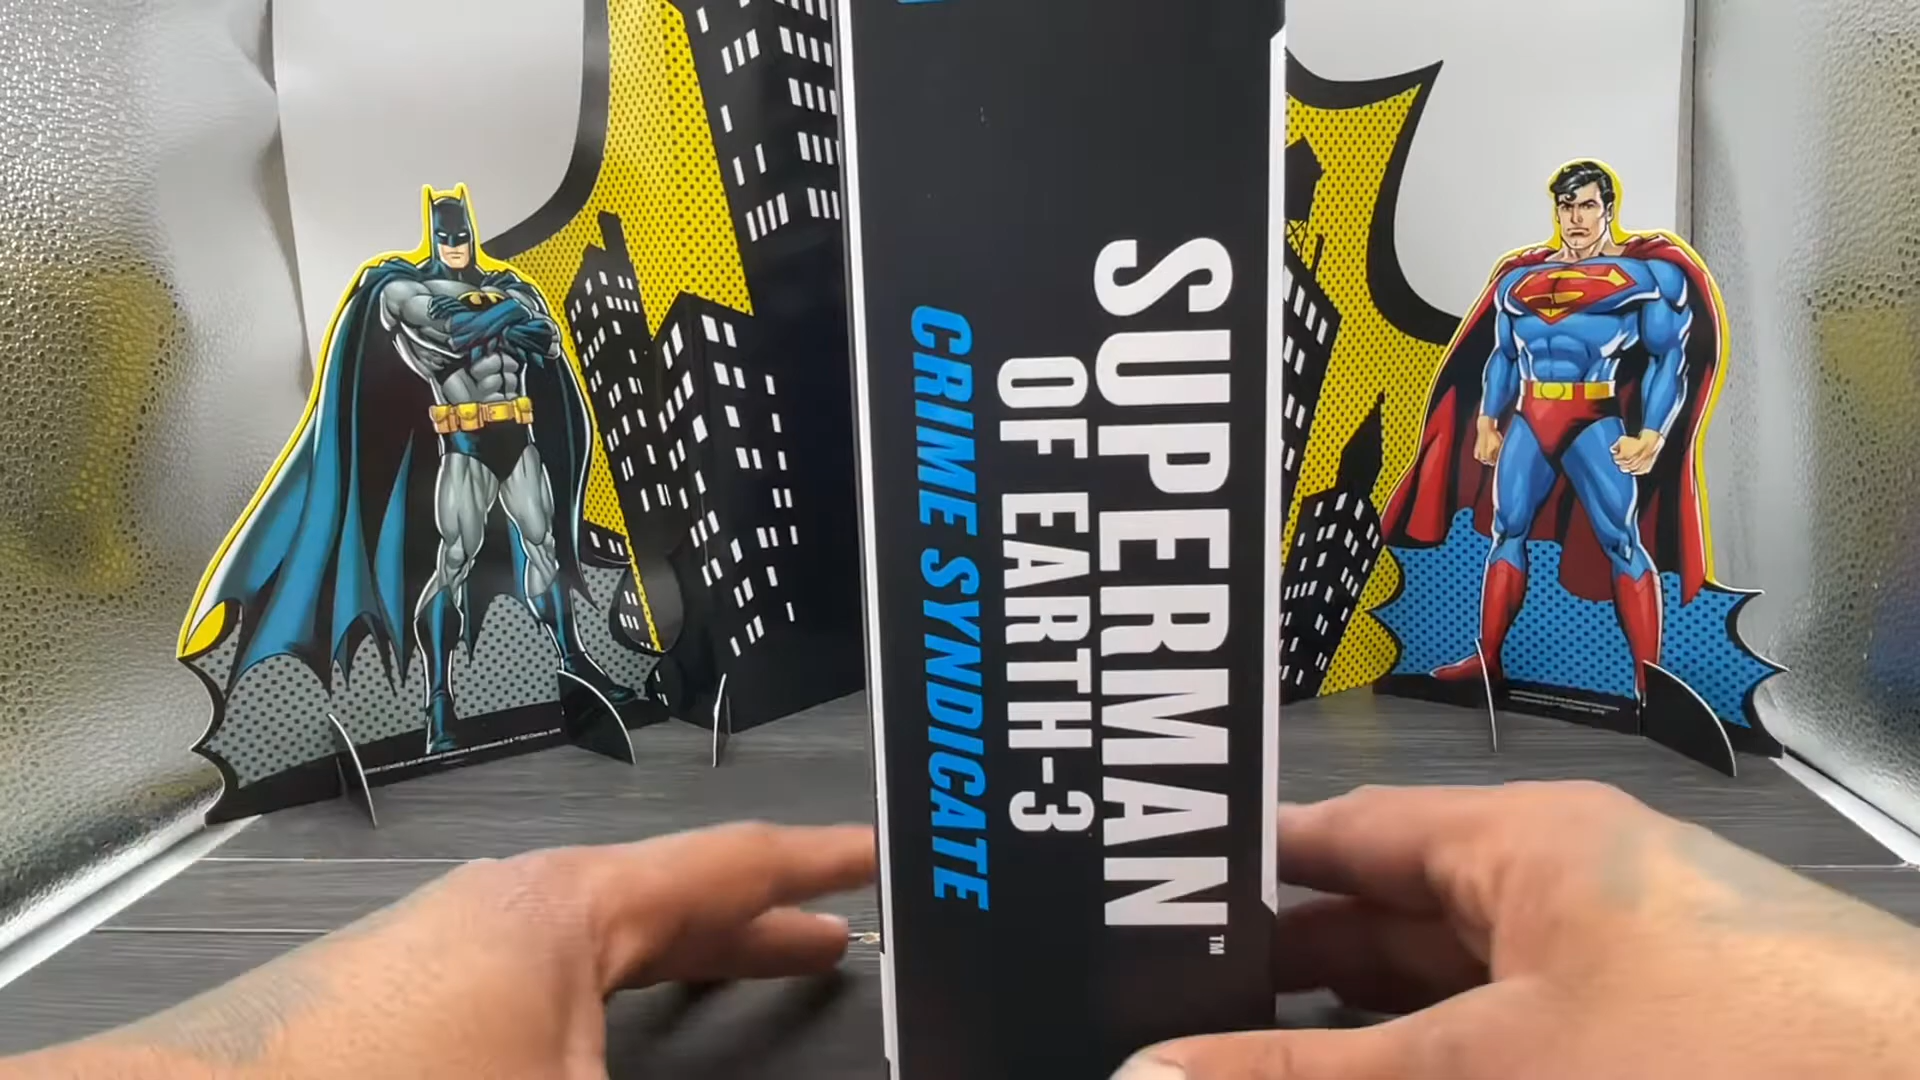 SUPERMAN™
OF EARTH-3
CRIME SYNDICATE